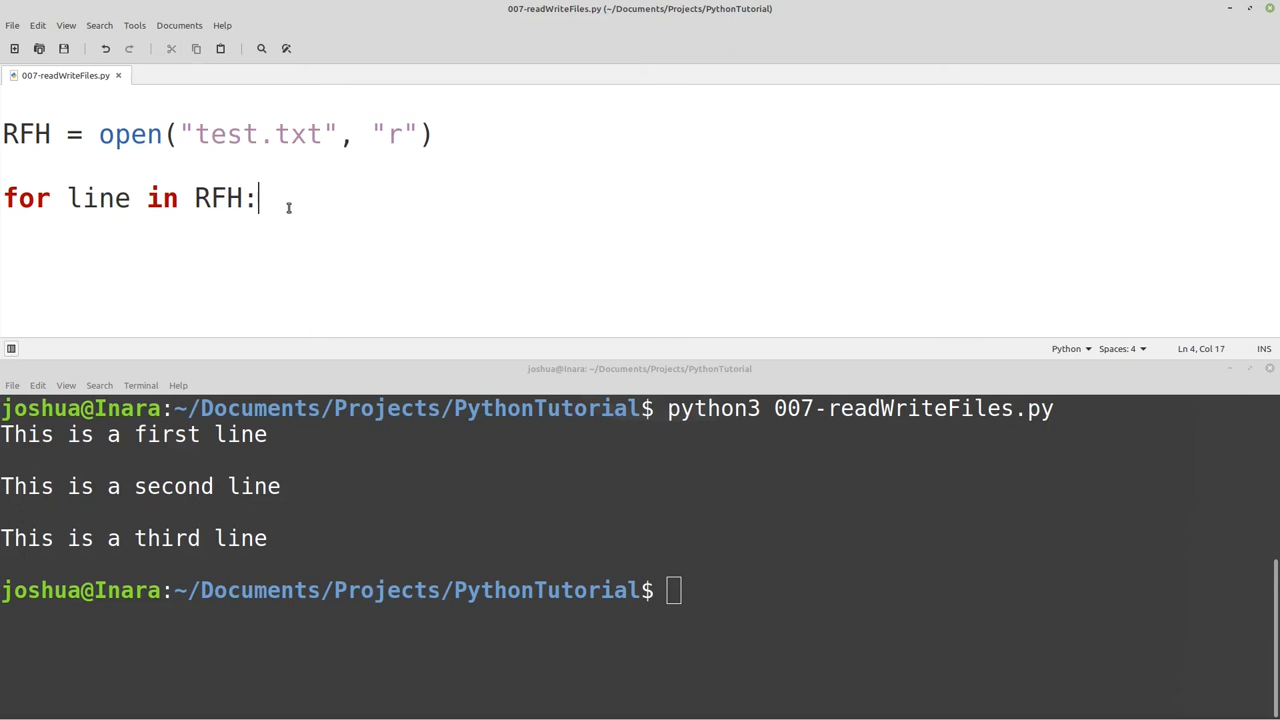 007-readWriteFiles.py (~/Documents/Projects/PythonTutorial)
File Edit View Search Tools Documents Help
007-readWriteFiles.py
RFH = open("test.txt", "r")
for line in RFH:
Python Spaces: 4 Ln 4, Col 17 INS
joshua@Inara: ~/Documents/Projects/PythonTutorial
File Edit View Search Terminal Help
joshua@Inara:~/Documents/Projects/PythonTutorial$ python3 007-readWriteFiles.py
This is a first line
This is a second line
This is a third line
joshua@Inara:~/Documents/Projects/PythonTutorial$